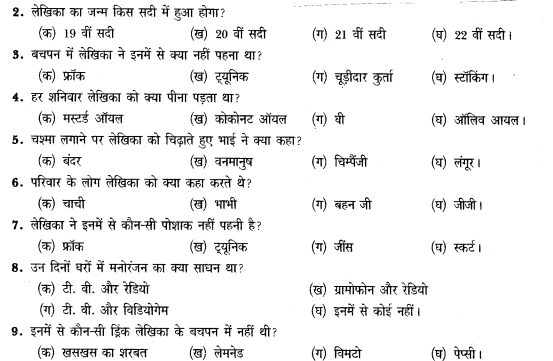 2. लेखिका का जन्म किस सदी में हुआ होगा?
(क) 19 वीं सदी (ख) 20 वीं सदी (ग) 21 वीं सदी (घ) 22 वीं सदी।
3. बचपन में लेखिका ने इनमें से क्या नहीं पहना था?
(क) फ्रॉक (ख) ट्यूनिक (ग) चूड़ीदार कुर्ता (घ) स्टॉकिंग।
4. हर शनिवार लेखिका को क्या पीना पड़ता था?
(क) मस्टर्ड ऑयल (ख) कोकोनट ऑयल (ग) घी (घ) ऑलिव आयल।
5. चश्मा लगाने पर लेखिका को चिढ़ाते हुए भाई ने क्या कहा?
(क) बंदर (ख) वनमानुष (ग) चिम्पैंजी (घ) लंगूर।
6. परिवार के लोग लेखिका को क्या कहा करते थे?
(क) चाची (ख) भाभी (ग) बहन जी (घ) जीजी।
7. लेखिका ने इनमें से कौन-सी पोशाक नहीं पहनी है?
(क) फ्रॉक (ख) ट्यूनिक (ग) जींस (घ) स्कर्ट।
8. उन दिनों घरों में मनोरंजन का क्या साधन था?
(क) टी. वी. और रेडियो (ख) ग्रामोफोन और रेडियो
(ग) टी. वी. और विडियोगेम (घ) इनमें से कोई नहीं।
9. इनमें से कौन-सी ड्रिंक लेखिका के बचपन में नहीं थी?
(क) खसखस का शरबत (ख) लेमनेड (ग) विमटो (घ) पेप्सी।